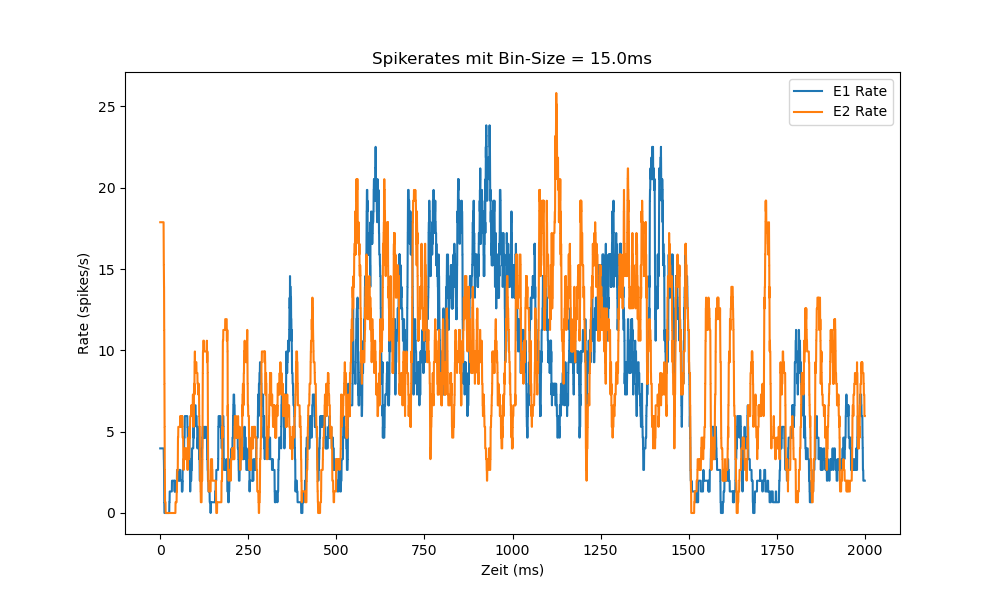 Spikerates mit Bin-Size = 15.0ms
E1 Rate
E2 Rate
Rate (spikes/s)
25
20
15
10
5
0
0 250 500 750 1000 1250 1500 1750 2000
Zeit (ms)